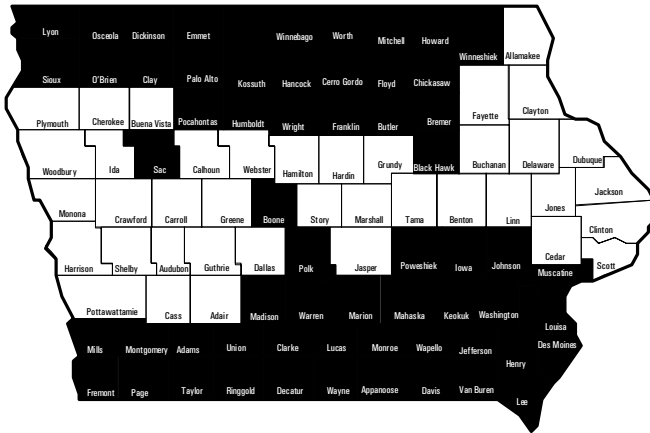 Lyon Osceola Dickinson Emmet Winnebago Worth Mitchell Howard Winneshiek Allamakee
Sioux O'Brien Clay Palo Alto Kossuth Hancock Cerro Gordo Floyd Chickasaw
Plymouth Cherokee Buena Vista Pocahontas Humboldt Wright Franklin Butler Bremer Fayette Clayton
Woodbury Ida Sac Calhoun Webster Hamilton Hardin Grundy Black Hawk Buchanan Delaware Dubuque
Monona Crawford Carroll Greene Boone Story Marshall Tama Benton Linn Jones Jackson
Clinton
Harrison Shelby Audubon Guthrie Dallas Polk Jasper Poweshiek Iowa Johnson Cedar Scott
Muscatine
Pottawattamie Cass Adair Madison Warren Marion Mahaska Keokuk Washington Louisa
Mills Montgomery Adams Union Clarke Lucas Monroe Wapello Jefferson Henry Des Moines
Fremont Page Taylor Ringgold Decatur Wayne Appanoose Davis Van Buren Lee